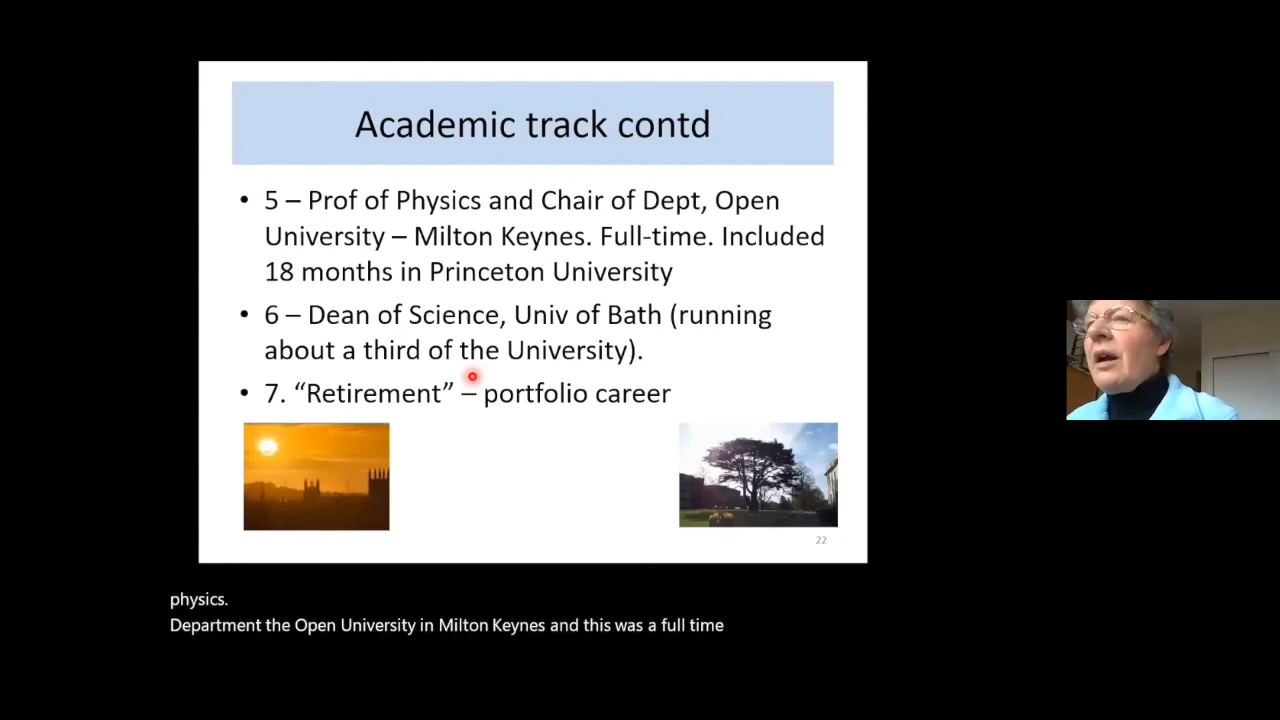 Academic track contd
• 5 – Prof of Physics and Chair of Dept, Open
University – Milton Keynes. Full-time. Included
18 months in Princeton University
• 6 – Dean of Science, Univ of Bath (running
about a third of the University).
• 7. “Retirement” – portfolio career
22
physics.
Department the Open University in Milton Keynes and this was a full time